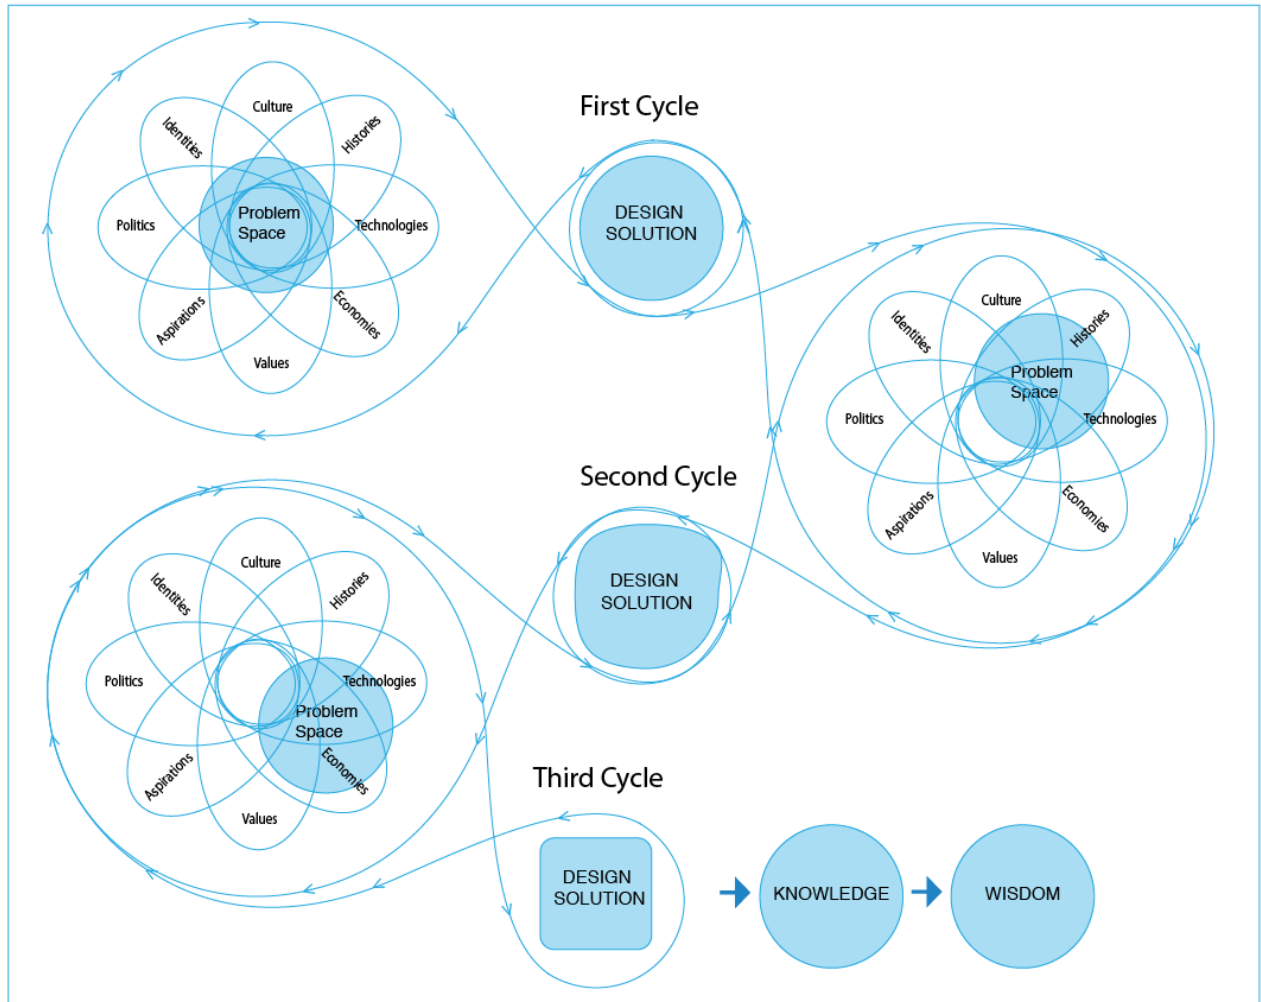 First Cycle
Culture
Identities
Histories
Politics
Problem
Space
Technologies
Aspirations
Economies
Values
DESIGN
SOLUTION
Culture
Identities
Histories
Problem
Space
Politics
Technologies
Aspirations
Economies
Values
Second Cycle
DESIGN
SOLUTION
Culture
Identities
Histories
Politics
Technologies
Problem
Space
Aspirations
Economies
Values
Third Cycle
DESIGN
SOLUTION
KNOWLEDGE
WISDOM